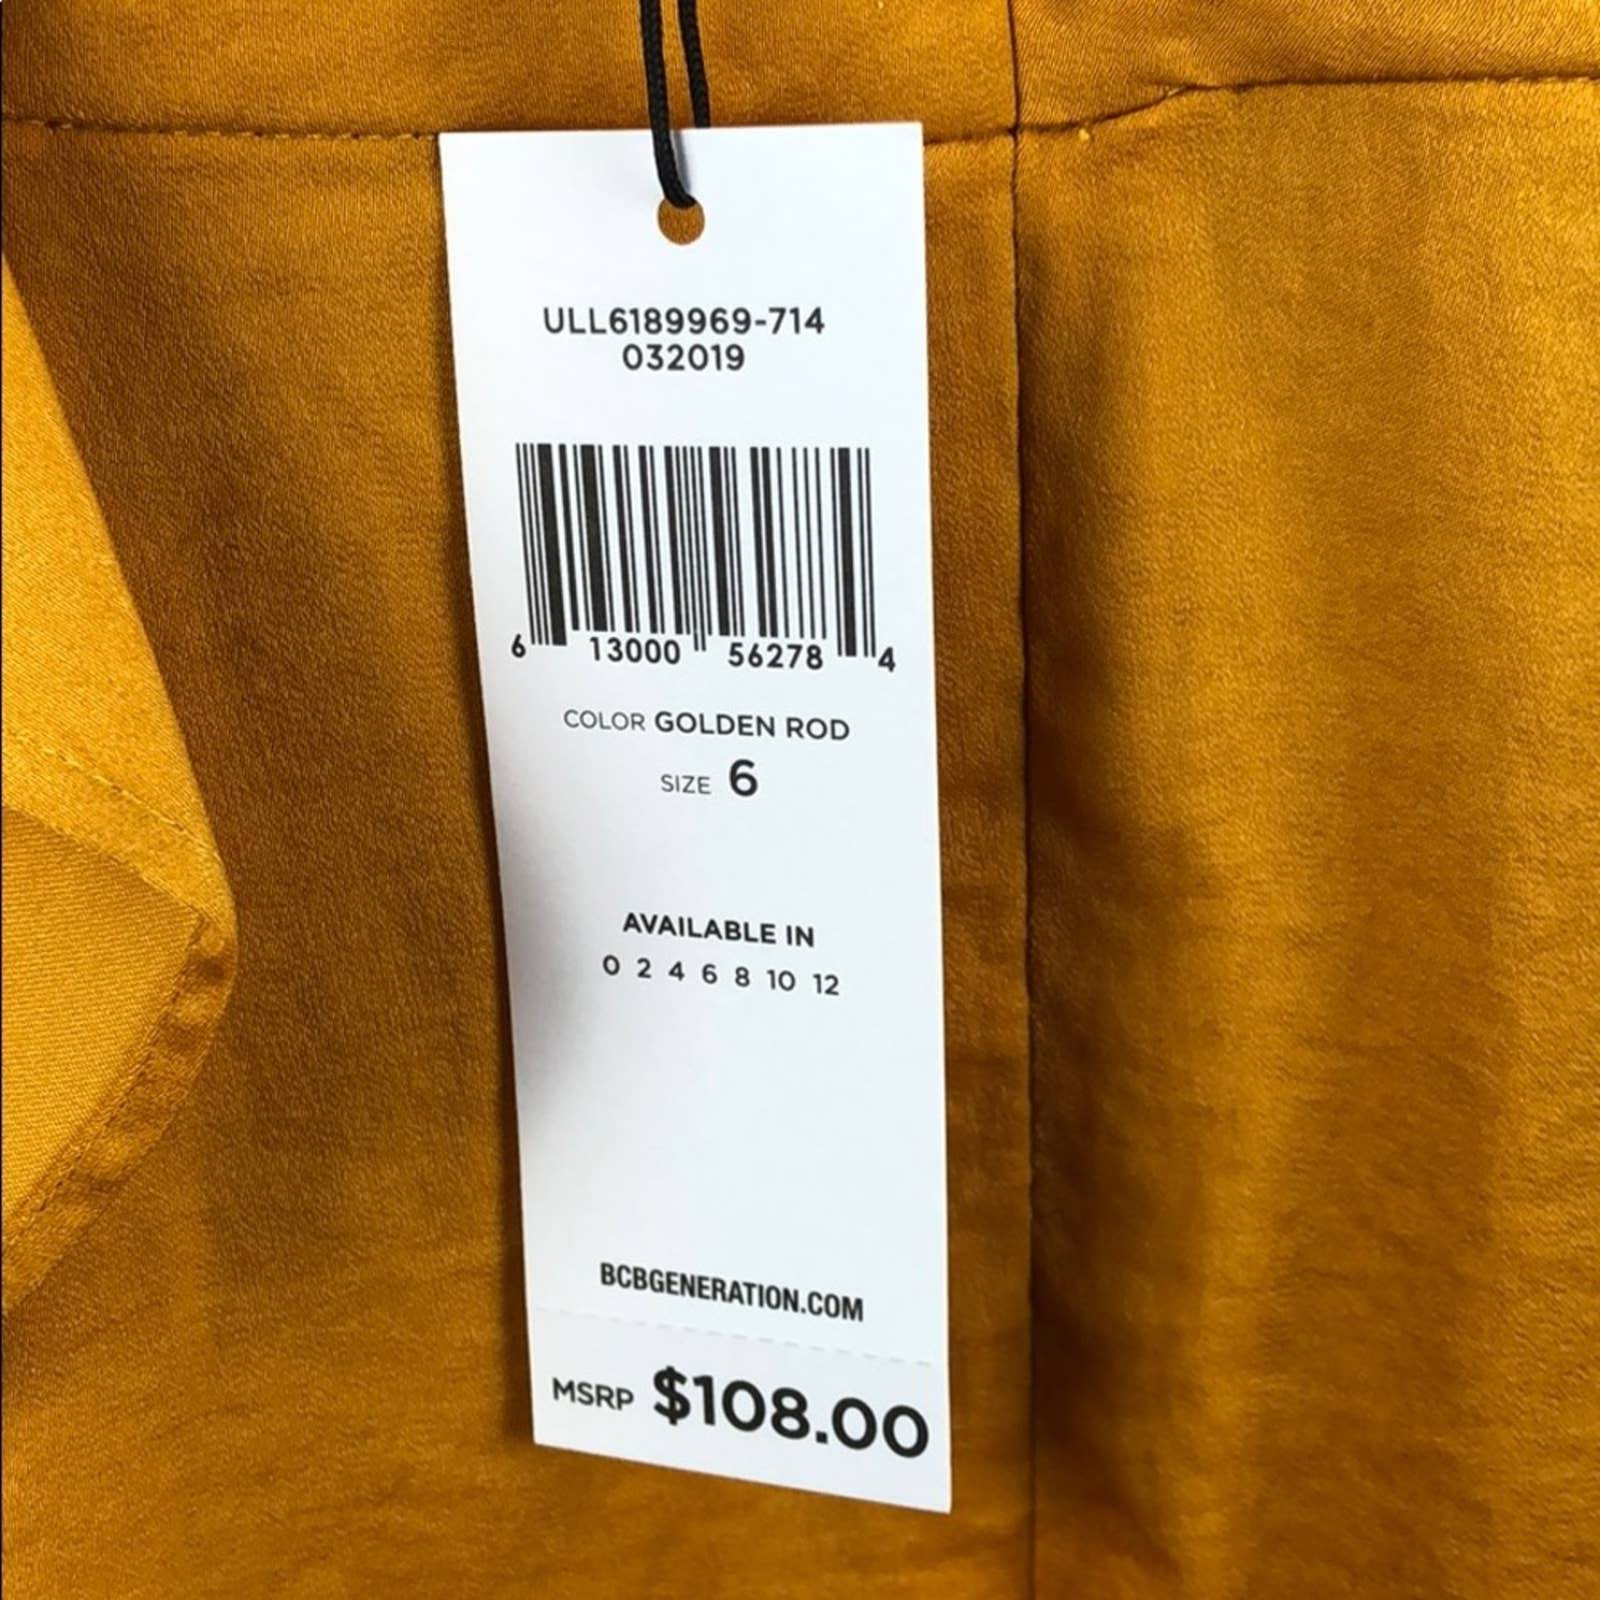 ULL6189969-714
032019
6 13000 56278 4
COLOR GOLDEN ROD
SIZE 6
AVAILABLE IN
0 2 4 6 8 10 12
BCBGENERATION.COM
MSRP $108.00